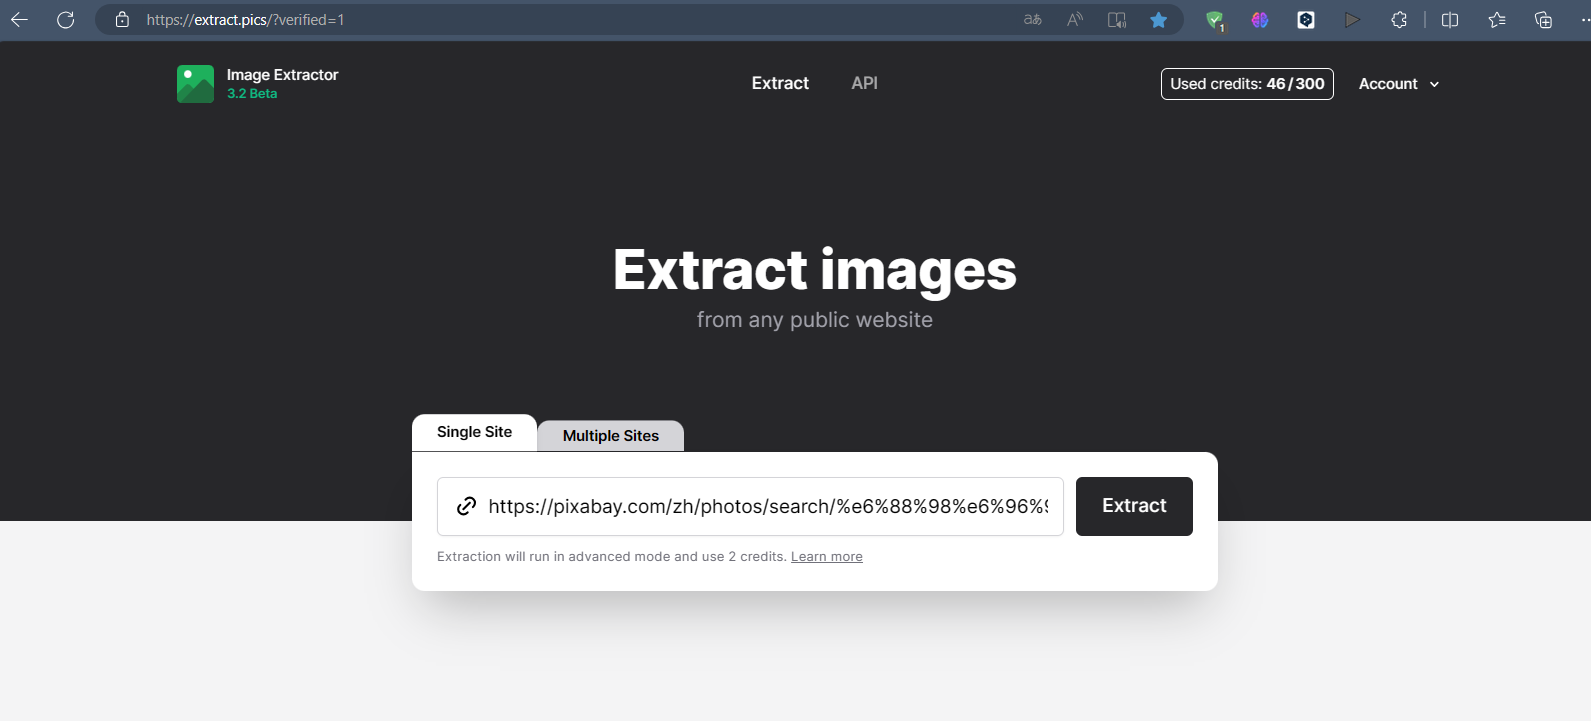 https://extract.pics/?verified=1
1
Image Extractor
3.2 Beta
Extract
API
Used credits: 46/300
Account
Extract images
from any public website
Single Site
Multiple Sites
https://pixabay.com/zh/photos/search/%e6%88%98%e6%96%
Extract
Extraction will run in advanced mode and use 2 credits. Learn more